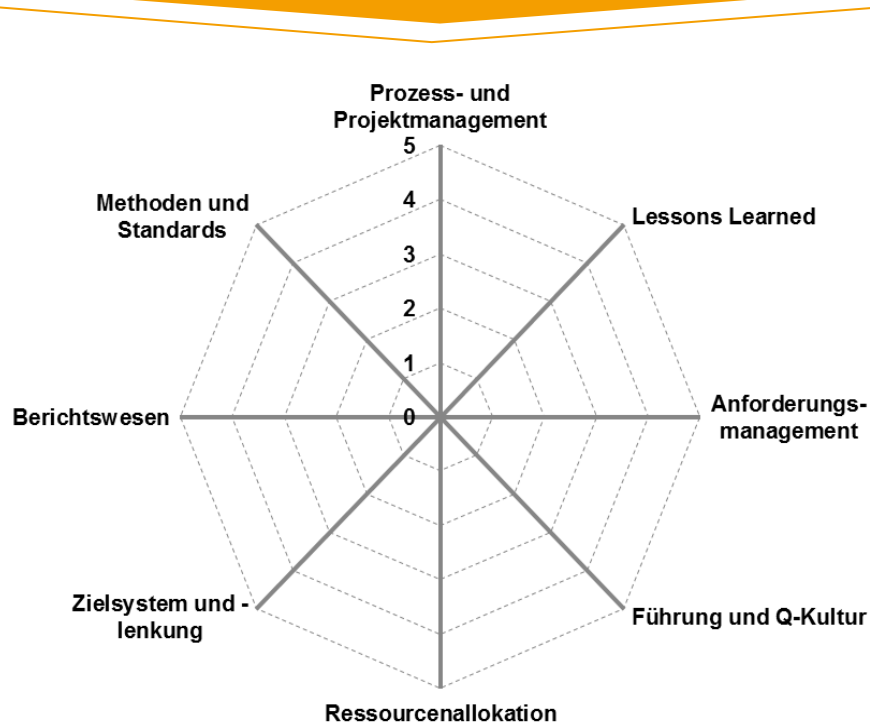 Prozess- und
Projektmanagement
5
4
3
2
1
0
Lessons Learned
Anforderungs-
management
Führung und Q-Kultur
Ressourcenallokation
Zielsystem und -
lenkung
Berichtswesen
Methoden und
Standards